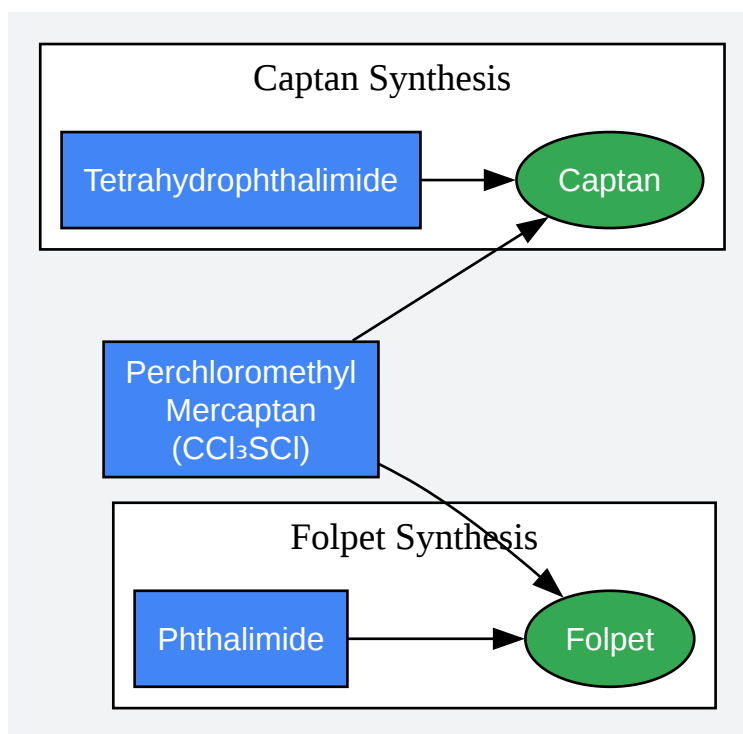 Captan Synthesis
Tetrahydrophthalimide
Captan
Perchloromethyl
Mercaptan
(CCl₃SCl)
Folpet Synthesis
Phthalimide
Folpet